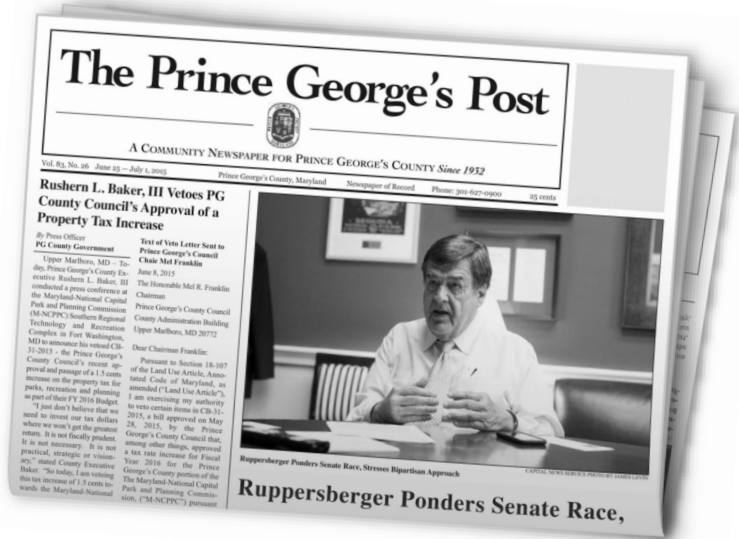 The Prince George's Post
A COMMUNITY NEWSPAPER FOR PRINCE GEORGE'S COUNTY Since 1932
Vol. 83, No. 26 June 25 — July 1, 2015 Prince George's County, Maryland Newspaper of Record Phone: 301-627-0900 25 cents
Rushern L. Baker, III Vetoes PG
County Council's Approval of a
Property Tax Increase
By Press Officer
PG County Government
Upper Marlboro, MD – To-
day, Prince George's County Ex-
ecutive Rushern L. Baker, III
conducted a press conference at
the Maryland-National Capital
Park and Planning Commission
(M-NCPPC) Southern Regional
Technology and Recreation
Complex in Fort Washington,
MD to announce his vetoed CB-
31-2015 - the Prince George's
County Council's recent ap-
proval and passage of a 1.5 cents
increase on the property tax for
parks, recreation and planning
as part of their FY 2016 Budget.
"I just don't believe that we
need to invest our tax dollars
where we won't get the greatest
return. It is not fiscally prudent.
It is not necessary. It is not
practical, strategic or vision-
ary," stated County Executive
Baker. "So today, I am vetoing
this tax increase of 1.5 cents to-
wards the Maryland-National
Text of Veto Letter Sent to
Prince George's Council
Chair Mel Franklin
June 8, 2015
The Honorable Mel R. Franklin
Chairman
Prince George's County Council
County Administration Building
Upper Marlboro, MD 20772
Dear Chairman Franklin:
Pursuant to Section 18-107
of the Land Use Article, Anno-
tated Code of Maryland, as
amended ("Land Use Article"),
I am exercising my authority
to veto certain items in CB-31-
2015, a bill approved on May
28, 2015, by the Prince
George's County Council that,
among other things, approved
a tax rate increase for Fiscal
Year 2016 for the Prince
George's County portion of the
The Maryland-National Capital
Park and Planning Commis-
sion, ("M-NCPPC") pursuant
Ruppersberger Ponders Senate Race, Stresses Bipartisan Approach
CAPITAL NEWS SERVICE PHOTO BY JAMES LEVIN
Ruppersberger Ponders Senate Race,